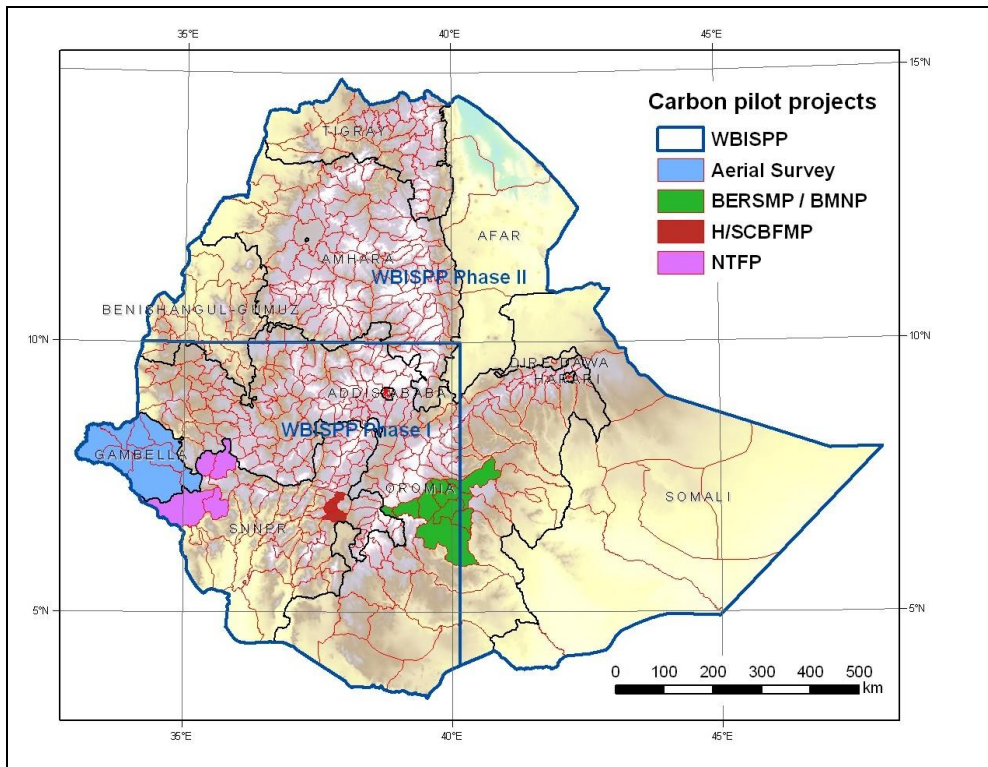 35°E
40°E
45°E
15°N
Carbon pilot projects
WBISPP
Aerial Survey
BERSMP / BMNP
H/SCBFMP
NTFP
TIGRAY
AFAR
AMHARA
WBISPP Phase II
BENISHANGUL-GUMUZ
10°N
10°N
DIRE DAWA
HARARI
ADDIS ABABA
WBISPP Phase I
GAMBELLA
OROMIA
SOMALI
SNNPR
5°N
5°N
0 100 200 300 400 500
km
35°E
40°E
45°E